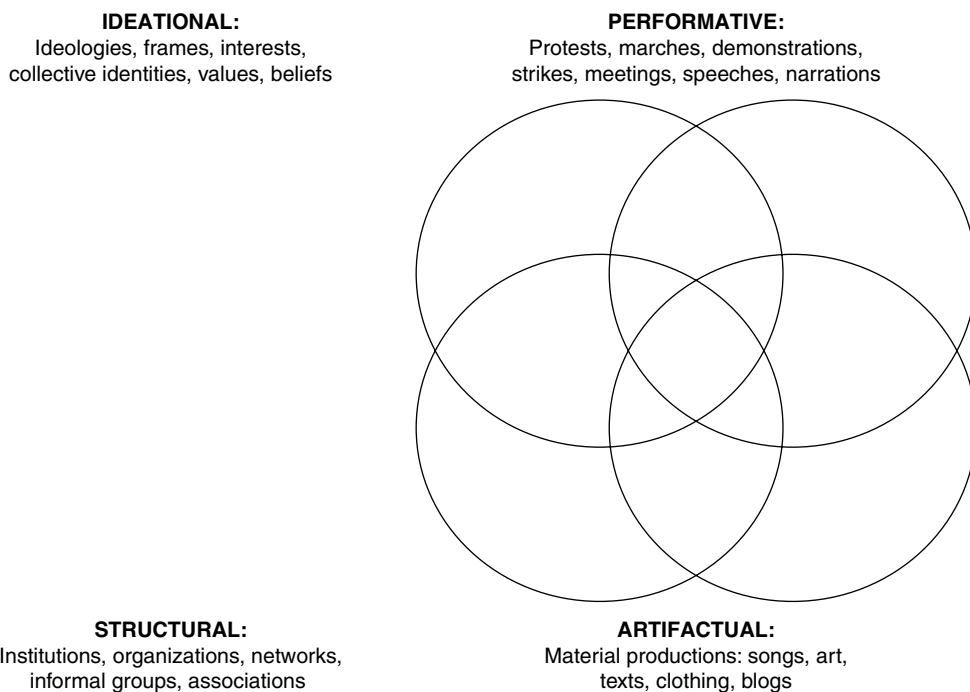 IDEATIONAL:
Ideologies, frames, interests,
collective identities, values, beliefs
PERFORMATIVE:
Protests, marches, demonstrations,
strikes, meetings, speeches, narrations
STRUCTURAL:
Institutions, organizations, networks,
informal groups, associations
ARTIFACTUAL:
Material productions: songs, art,
texts, clothing, blogs